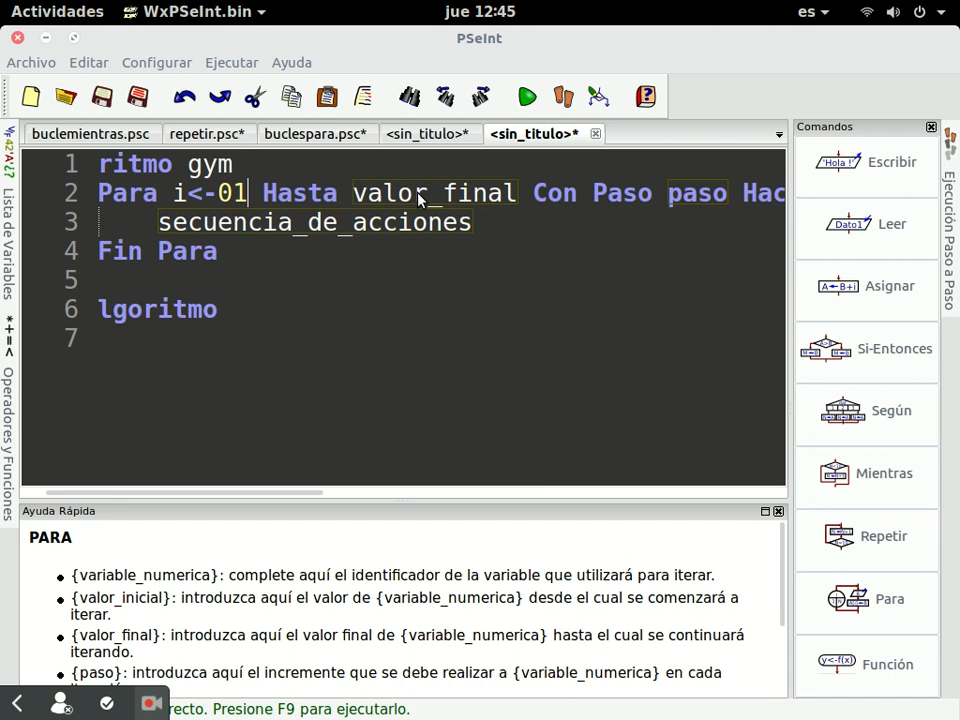 Actividades WxPSeInt.bin jue 12:45 es
PSeInt
Archivo Editar Configurar Ejecutar Ayuda
buclemientras.psc repetir.psc* buclespara.psc* <sin_titulo>* <sin_titulo>*
Comandos
1 ritmo gym
2 Para i<-01 Hasta valor_final Con Paso paso Hac
3 secuencia_de_acciones
4 Fin Para
5
6 lgoritmo
7
Lista de Variables
*+=< Operadores y Funciones
'Hola !' Escribir
Dato1 Leer
A←B+i Asignar
Si-Entonces
Según
Mientras
Repetir
Para
y<-f(x) Función
Ejecución Paso a Paso
Ayuda Rápida
PARA
● {variable_numerica}: complete aquí el identificador de la variable que utilizará para iterar.
● {valor_inicial}: introduzca aquí el valor de {variable_numerica} desde el cual se comenzará a
iterar.
● {valor_final}: introduzca aquí el valor final de {variable_numerica} hasta el cual se continuará
iterando.
● {paso}: introduzca aquí el incremente que se debe realizar a {variable_numerica} en cada
recto. Presione F9 para ejecutarlo.